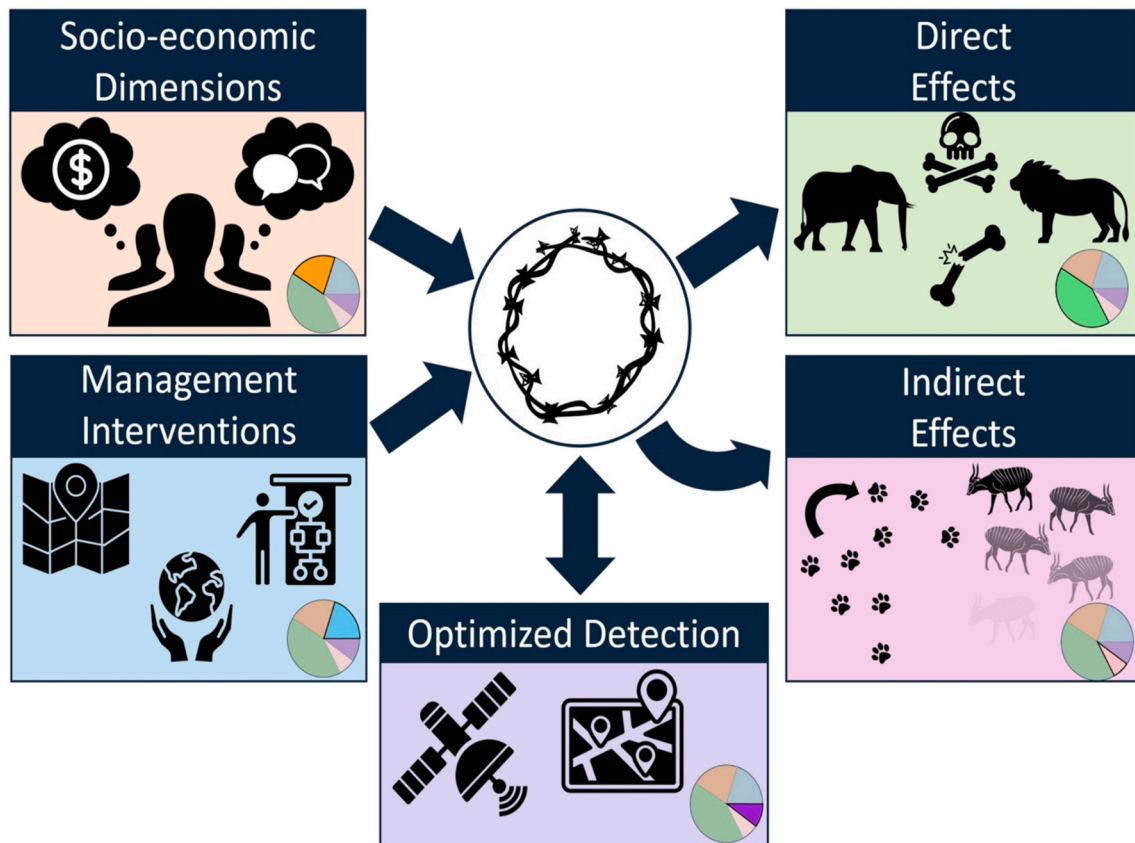 Socio-economic
Dimensions
Direct
Effects
$
Management
Interventions
Indirect
Effects
Optimized Detection